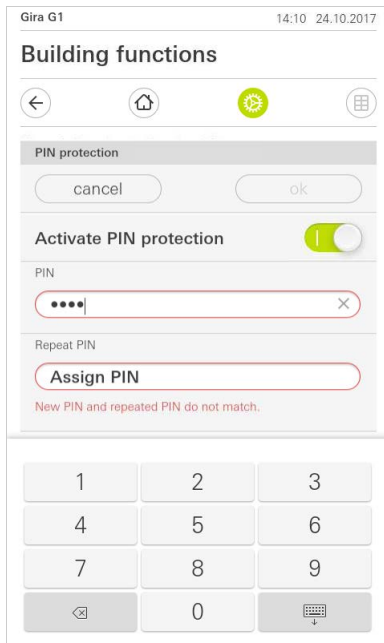 Gira G1 14:10 24.10.2017
Building functions
PIN protection
cancel ok
Activate PIN protection
PIN
••••
Repeat PIN
Assign PIN
New PIN and repeated PIN do not match.
1 2 3
4 5 6
7 8 9
0